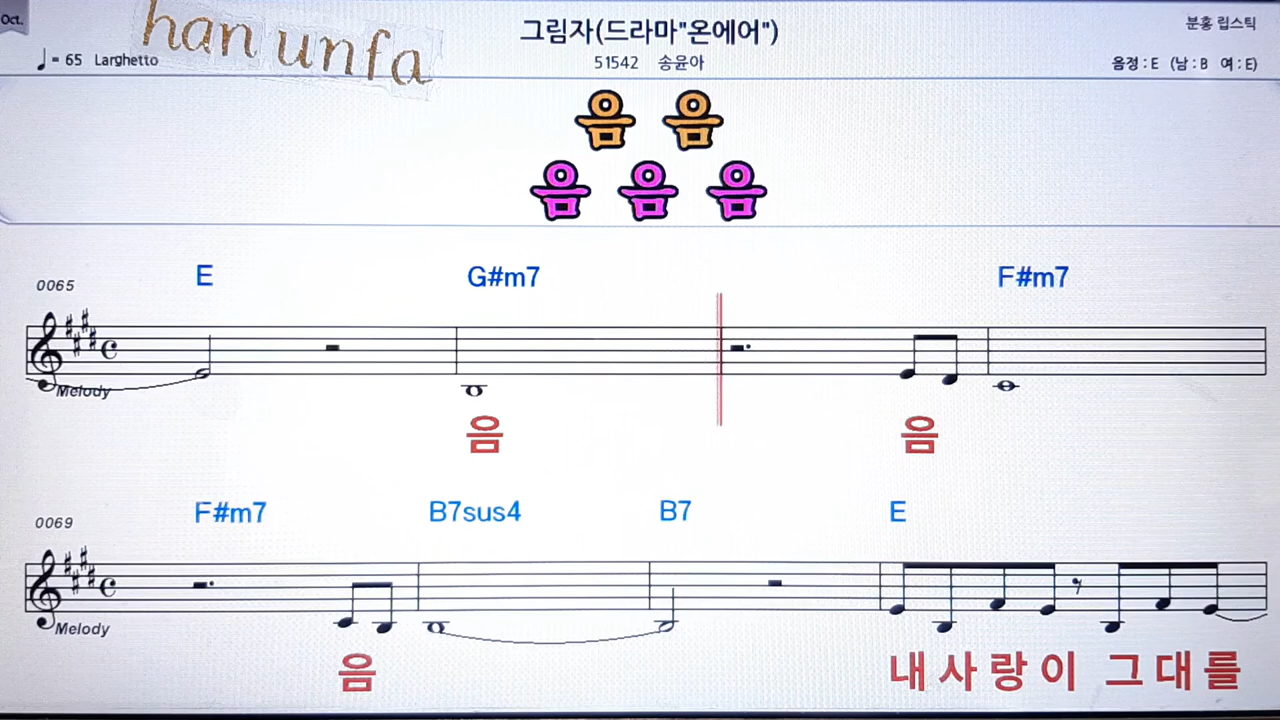 Oct.
han unfa
그림자(드라마"온에어")
분홍 립스틱
♩= 65 Larghetto
51542 송윤아
음정 : E (남 : B 여 : E)
음 음
음 음 음
0065
E G#m7 F#m7
Melody
음 음
0069
F#m7 B7sus4 B7 E
Melody
음 내사랑이 그대를